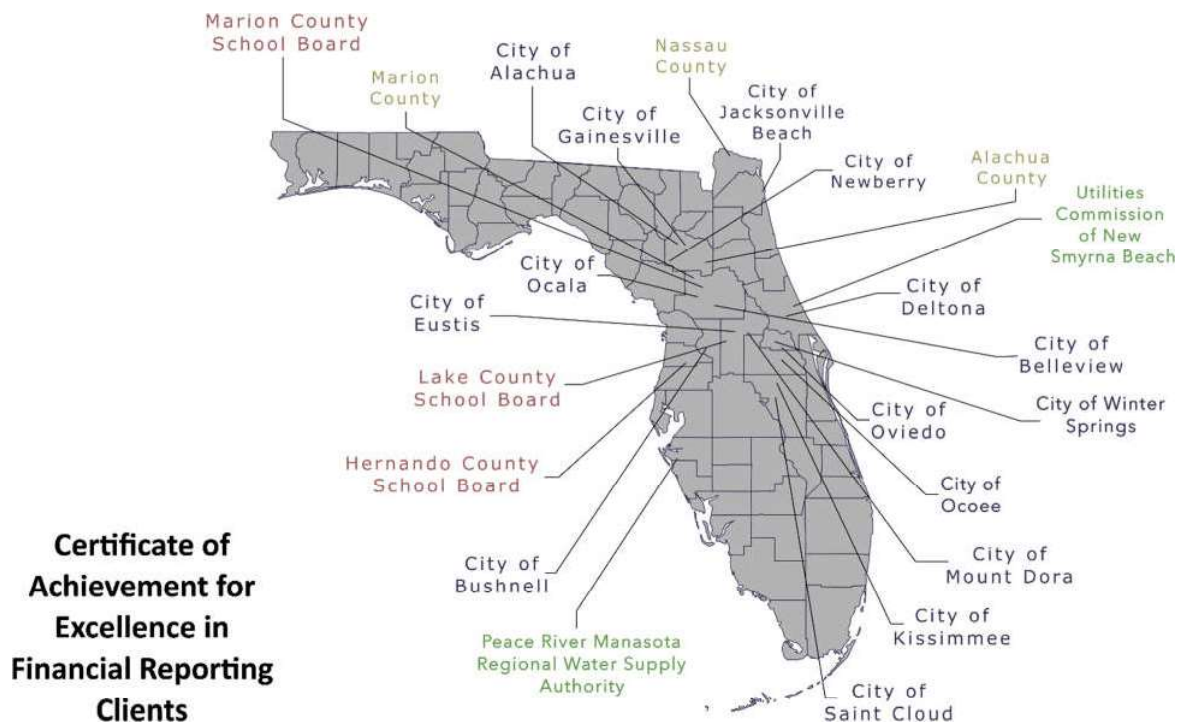 Marion County
School Board
Marion
County
City of
Alachua
City of
Gainesville
Nassau
County
City of
Jacksonville
Beach
City of
Newberry
Alachua
County
Utilities
Commission
of New
Smyrna Beach
City of
Ocala
City of
Eustis
City of
Deltona
City of
Belleview
Lake County
School Board
City of
Oviedo
City of Winter
Springs
Hernando County
School Board
City of
Ocoee
City of
Bushnell
City of
Mount Dora
Peace River Manasota
Regional Water Supply
Authority
City of
Kissimmee
City of
Saint Cloud
Certificate of
Achievement for
Excellence in
Financial Reporting
Clients